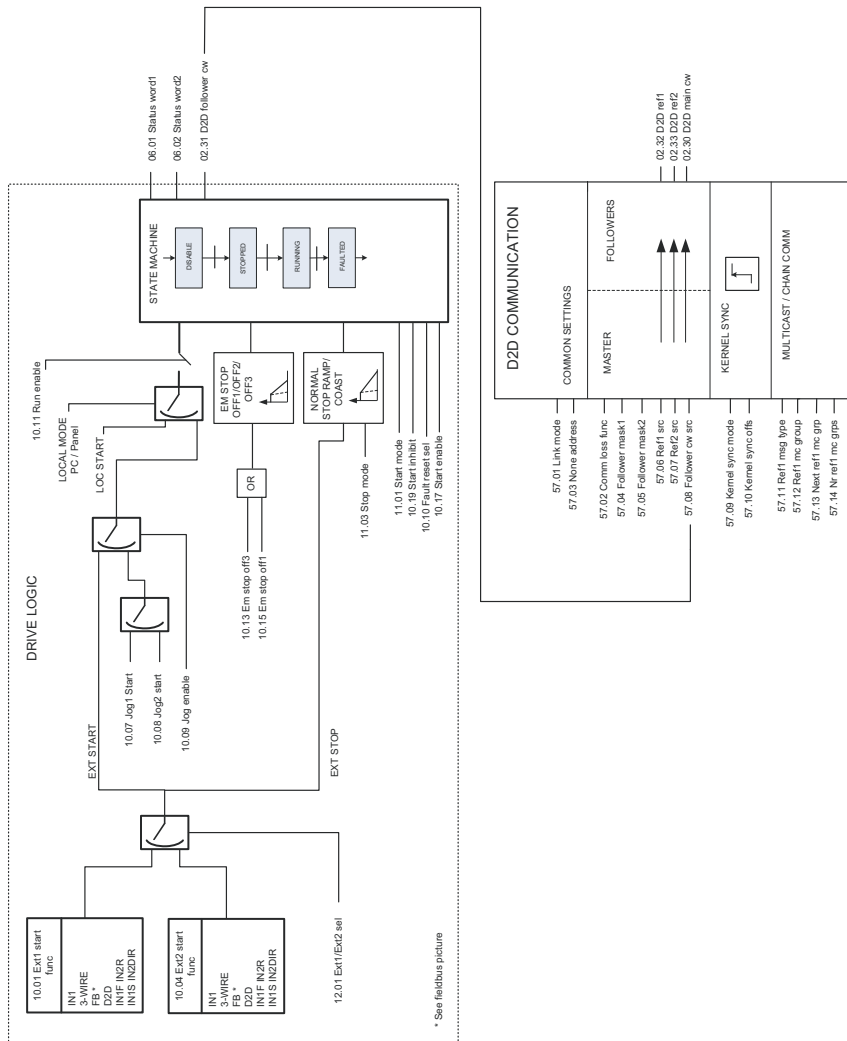 DRIVE LOGIC
10.01 Ext1 start
func
IN1
3-WIRE
FB *
D2D
IN1F IN2R
IN1S IN2DIR
10.04 Ext2 start
func
IN1
3-WIRE
FB *
D2D
IN1F IN2R
IN1S IN2DIR
12.01 Ext1/Ext2 sel
* See fieldbus picture
EXT START
EXT STOP
10.07 Jog1 Start
10.08 Jog2 start
10.09 Jog enable
10.11 Run enable
LOCAL MODE
PC / Panel
LOC START
10.13 Em stop off3
10.15 Em stop off1
OR
EM STOP
OFF1/OFF2/
OFF3
NORMAL
STOP RAMP/
COAST
11.03 Stop mode
11.01 Start mode
10.19 Start inhibit
10.10 Fault reset sel
10.17 Start enable
STATE MACHINE
DISABLE
STOPPED
RUNNING
FAULTED
06.01 Status word1
06.02 Status word2
02.31 D2D follower cw
D2D COMMUNICATION
57.01 Link mode
57.03 None address
COMMON SETTINGS
57.02 Comm loss func
57.04 Follower mask1
57.05 Follower mask2
57.06 Ref1 src
57.07 Ref2 src
57.08 Follower cw src
MASTER
FOLLOWERS
02.32 D2D ref1
02.33 D2D ref2
02.30 D2D main cw
57.09 Kernel sync mode
57.10 Kernel sync offs
KERNEL SYNC
57.11 Ref1 msg type
57.12 Ref1 mc group
57.13 Next ref1 mc grp
57.14 Nr ref1 mc grps
MULTICAST / CHAIN COMM